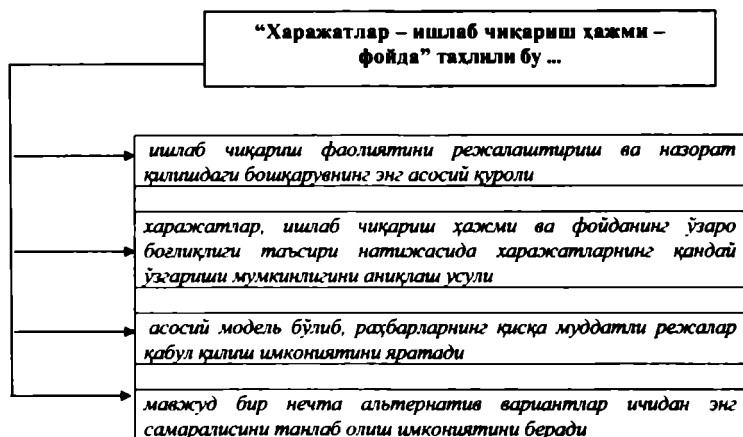 “Харажатлар – ишлаб чиқариш ҳажми –
фойда” таҳлили бу ...
ишлаб чиқариш фаолиятини режалаштириш ва назорат
қилишдаги бошқарувнинг энг асосий қуроли
харажатлар, ишлаб чиқариш ҳажми ва фойданинг ўзаро
боғлиқлиги таъсири натижасида харажатларнинг қандай
ўзгариши мумкинлигини аниқлаш усули
асосий модель бўлиб, раҳбарларнинг қисқа муддатли режалар
қабул қилиш имкониятини яратади
мавжуд бир нечта альтернатив вариантлар ичидан энг
самаралисини танлаб олиш имкониятини беради